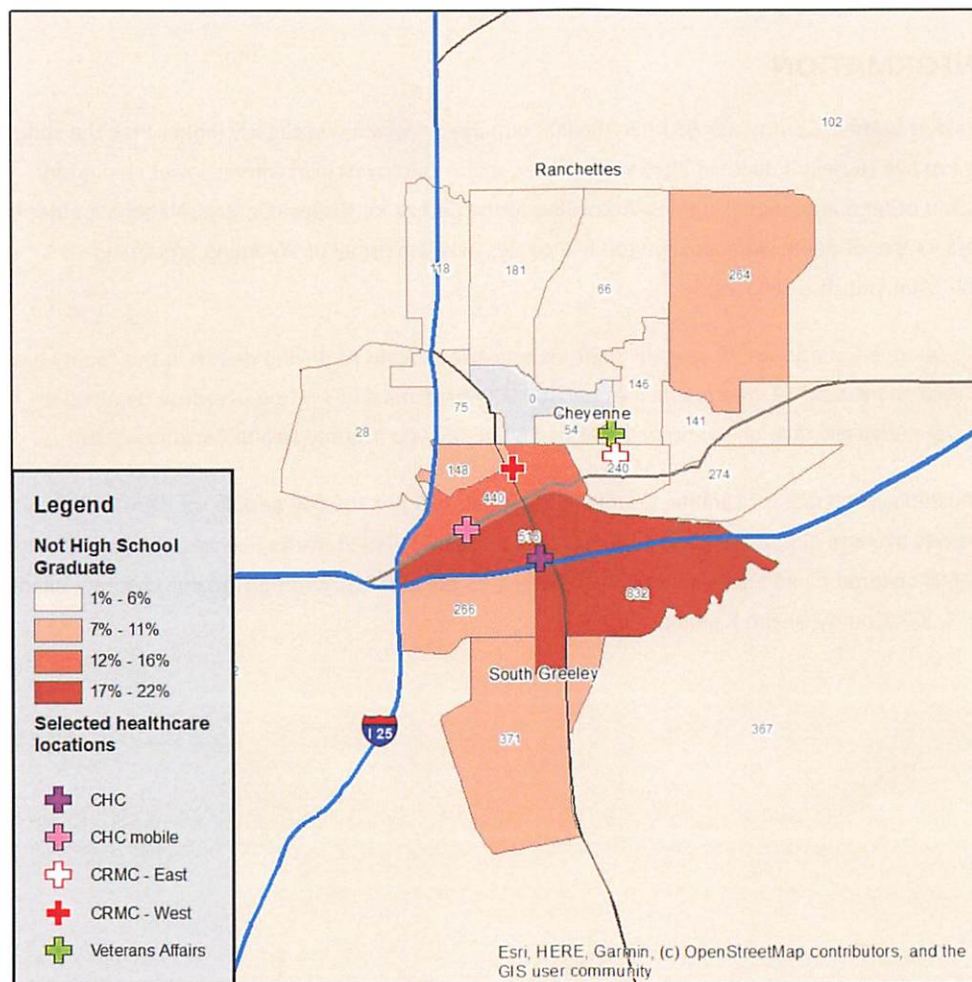 102
Ranchettes
118
181
66
264
146
0
75
Cheyenne
141
28
54
148
240
274
440
Legend
Not High School
Graduate
1% - 6%
7% - 11%
12% - 16%
17% - 22%
Selected healthcare
locations
CHC
CHC mobile
CRMC - East
CRMC - West
Veterans Affairs
832
266
South Greeley
371
367
I 25
Esri, HERE, Garmin, (c) OpenStreetMap contributors, and the
GIS user community